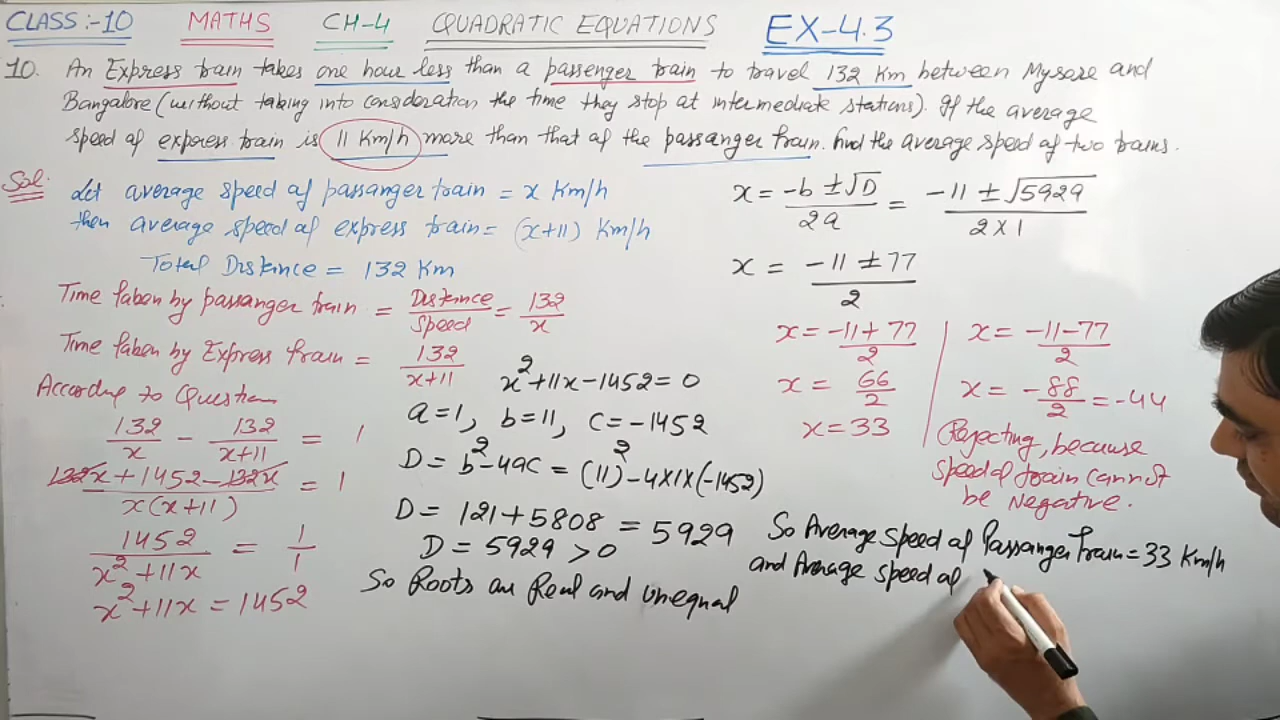 CLASS:-10 MATHS CH-4 QUADRATIC EQUATIONS EX-4.3
10. An Express train takes one hour less than a passenger train to travel 132 Km between Mysore and
Bangalore (without taking into consideration the time they stop at intermediate stations). If the average
speed of express train is 11 Km/h more than that of the passanger train. find the average speed of two trains.
Sol.
Let average speed of passanger train = x Km/h
then average speed of express train = (x+11) Km/h
Total Distance = 132 Km
Time taken by passanger train = Distance/Speed = 132/x
Time taken by Express train = 132/x+11
According to Question
132/x - 132/x+11 = 1
132x + 1452 - 132x / x(x+11) = 1
1452/x²+11x = 1/1
x²+11x = 1452
x²+11x-1452=0
a=1, b=11, c=-1452
D = b²-4ac = (11)²-4×1×(-1452)
D = 121+5808 = 5929
D = 5929 > 0
So Roots are Real and Unequal
x = -b ± √D / 2a = -11 ± √5929 / 2×1
x = -11 ± 77 / 2
x = -11+77 / 2
x = 66/2
x = 33
x = -11-77 / 2
x = -88/2 = -44
Rejecting, because
speed of train cannot
be Negative.
So Average speed of Passanger Train = 33 Km/h
and Average speed of